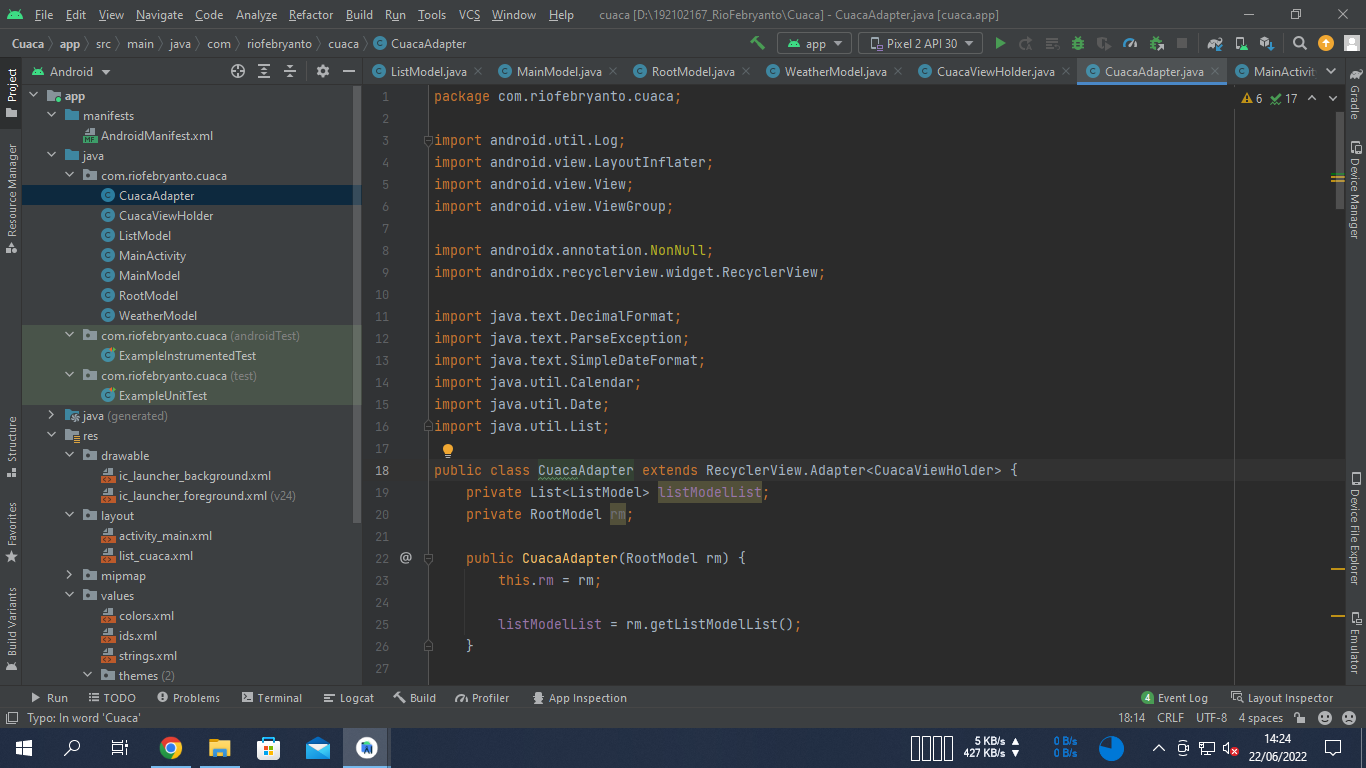 File Edit View Navigate Code Analyze Refactor Build Run Tools VCS Window Help cuaca [D:\192102167_RioFebryanto\Cuaca] - CuacaAdapter.java [cuaca.app]
Cuaca app src main java com riofebryanto cuaca CuacaAdapter app Pixel 2 API 30
Project
Resource Manager
Structure
Favorites
Build Variants
Android
app
manifests
AndroidManifest.xml
java
com.riofebryanto.cuaca
CuacaAdapter
CuacaViewHolder
ListModel
MainActivity
MainModel
RootModel
WeatherModel
com.riofebryanto.cuaca (androidTest)
ExampleInstrumentedTest
com.riofebryanto.cuaca (test)
ExampleUnitTest
java (generated)
res
drawable
ic_launcher_background.xml
ic_launcher_foreground.xml (v24)
layout
activity_main.xml
list_cuaca.xml
mipmap
values
colors.xml
ids.xml
strings.xml
themes (2)
ListModel.java MainModel.java RootModel.java WeatherModel.java CuacaViewHolder.java CuacaAdapter.java MainActivit
6 17
1 package com.riofebryanto.cuaca;
2
3 import android.util.Log;
4 import android.view.LayoutInflater;
5 import android.view.View;
6 import android.view.ViewGroup;
7
8 import androidx.annotation.NonNull;
9 import androidx.recyclerview.widget.RecyclerView;
10
11 import java.text.DecimalFormat;
12 import java.text.ParseException;
13 import java.text.SimpleDateFormat;
14 import java.util.Calendar;
15 import java.util.Date;
16 import java.util.List;
17
18 public class CuacaAdapter extends RecyclerView.Adapter<CuacaViewHolder> {
19 private List<ListModel> listModelList;
20 private RootModel rm;
21
22 @ public CuacaAdapter(RootModel rm) {
23 this.rm = rm;
24
25 listModelList = rm.getListModelList();
26 }
27
Gradle
Device Manager
Device File Explorer
Emulator
Run TODO Problems Terminal Logcat Build Profiler App Inspection 4 Event Log Layout Inspector
Typo: In word 'Cuaca' 18:14 CRLF UTF-8 4 spaces
5 KB/s 0 B/s 14:24
427 KB/s 0 B/s 22/06/2022